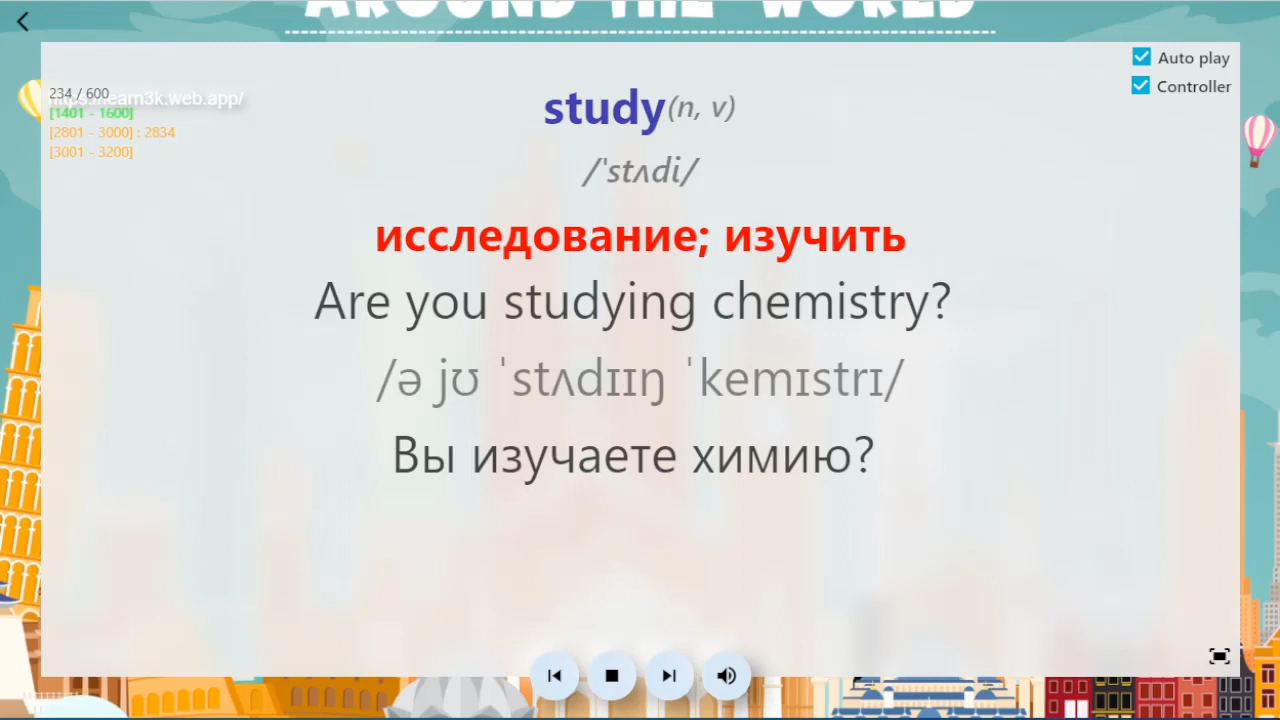 AROUND THE WORLD
Auto play
Controller
234 / 600
https://learn3k.web.app/
[1401 - 1600]
[2801 - 3000] : 2834
[3001 - 3200]
study(n, v)
/ˈstʌdi/
исследование; изучить
Are you studying chemistry?
/ə jʊ ˈstʌdɪɪŋ ˈkemɪstrɪ/
Вы изучаете химию?